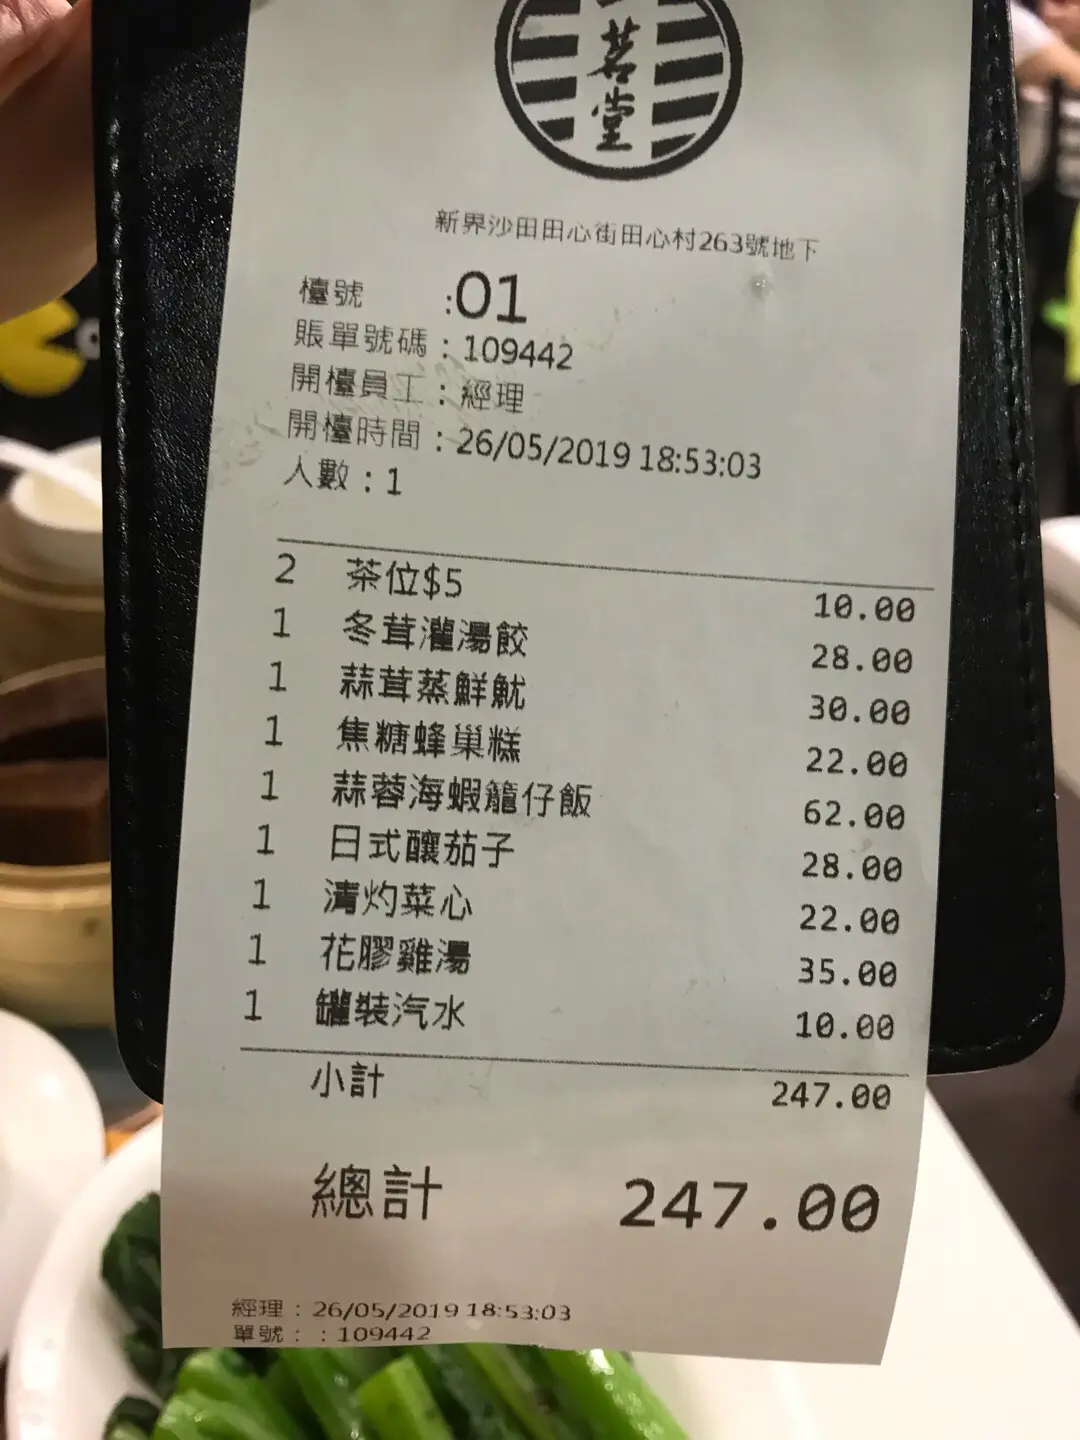 茗堂
新界沙田田心街田心村263號地下
檯號 :01
賬單號碼：109442
開檯員工：經理
開檯時間：26/05/2019 18:53:03
人數：1
2 茶位$5 10.00
1 冬茸灌湯餃 28.00
1 蒜茸蒸鮮魷 30.00
1 焦糖蜂巢糕 22.00
1 蒜蓉海蝦籠仔飯 62.00
1 日式釀茄子 28.00
1 清灼菜心 22.00
1 花膠雞湯 35.00
1 罐裝汽水 10.00
小計 247.00
總計 247.00
經理：26/05/2019 18:53:03
單號：：109442